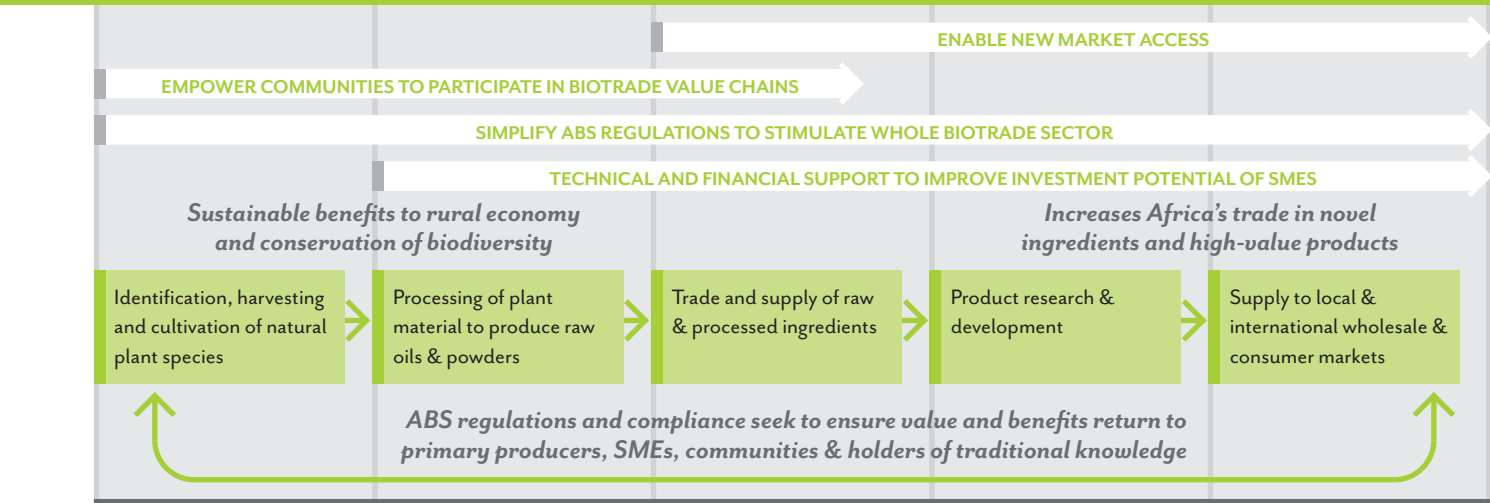 ENABLE NEW MARKET ACCESS
EMPOWER COMMUNITIES TO PARTICIPATE IN BIOTRADE VALUE CHAINS
SIMPLIFY ABS REGULATIONS TO STIMULATE WHOLE BIOTRADE SECTOR
TECHNICAL AND FINANCIAL SUPPORT TO IMPROVE INVESTMENT POTENTIAL OF SMES
Sustainable benefits to rural economy
and conservation of biodiversity
Increases Africa's trade in novel
ingredients and high-value products
Identification, harvesting
and cultivation of natural
plant species
Processing of plant
material to produce raw
oils & powders
Trade and supply of raw
& processed ingredients
Product research &
development
Supply to local &
international wholesale &
consumer markets
ABS regulations and compliance seek to ensure value and benefits return to
primary producers, SMEs, communities & holders of traditional knowledge